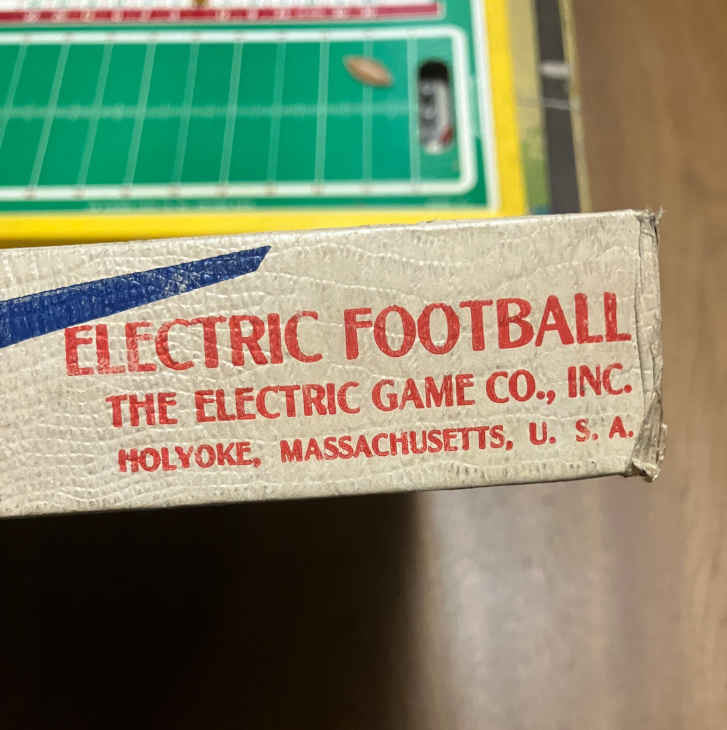 ELECTRIC FOOTBALL
THE ELECTRIC GAME CO., INC.
HOLYOKE, MASSACHUSETTS, U. S. A.